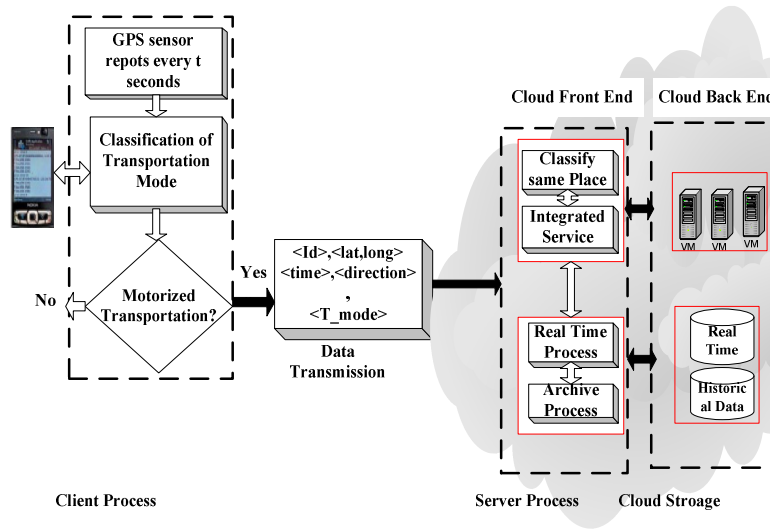 GPS sensor
repots every t
seconds
Classification of
Transportation
Mode
Motorized
Transportation?
No
Yes
<Id>,<lat,long>
<time>,<direction>
,
<T_mode>
Data
Transmission
Cloud Front End
Classify
same Place
Integrated
Service
Real Time
Process
Archive
Process
Cloud Back End
VM
VM
VM
Real
Time
Historic
al Data
Client Process
Server Process
Cloud Stroage
NOKIA